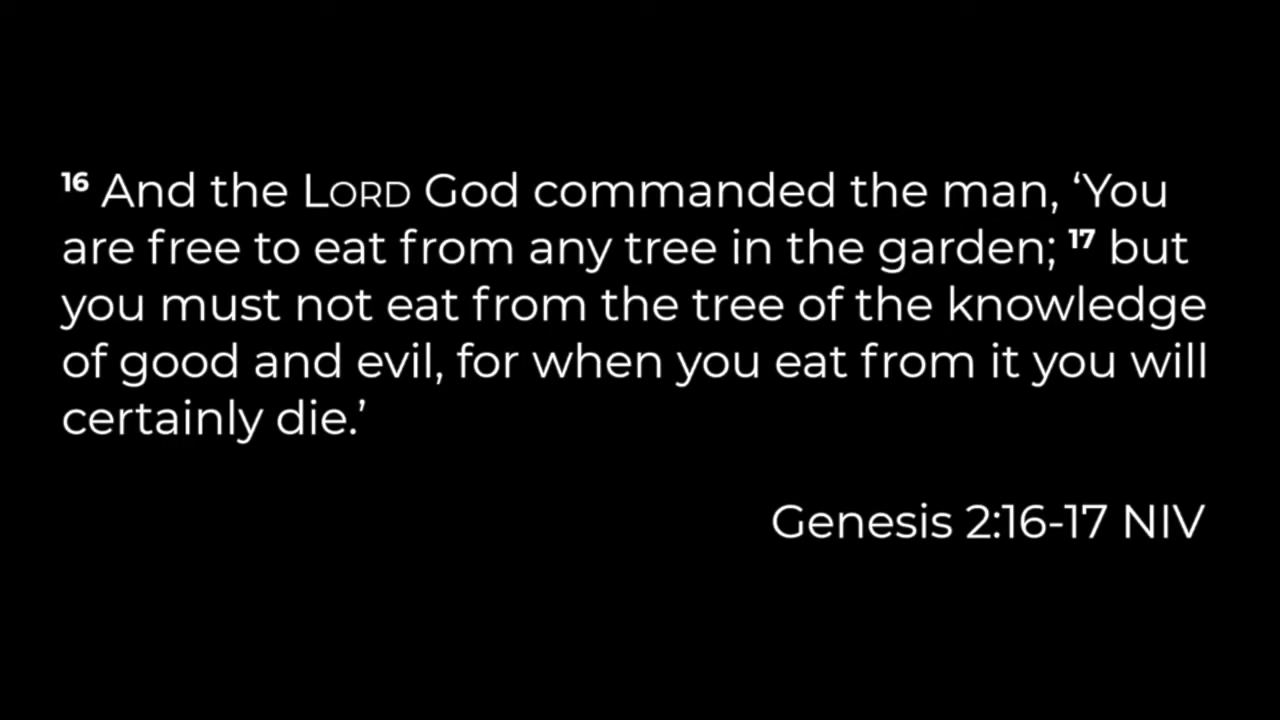 16 And the LORD God commanded the man, ‘You
are free to eat from any tree in the garden; 17 but
you must not eat from the tree of the knowledge
of good and evil, for when you eat from it you will
certainly die.’
Genesis 2:16-17 NIV